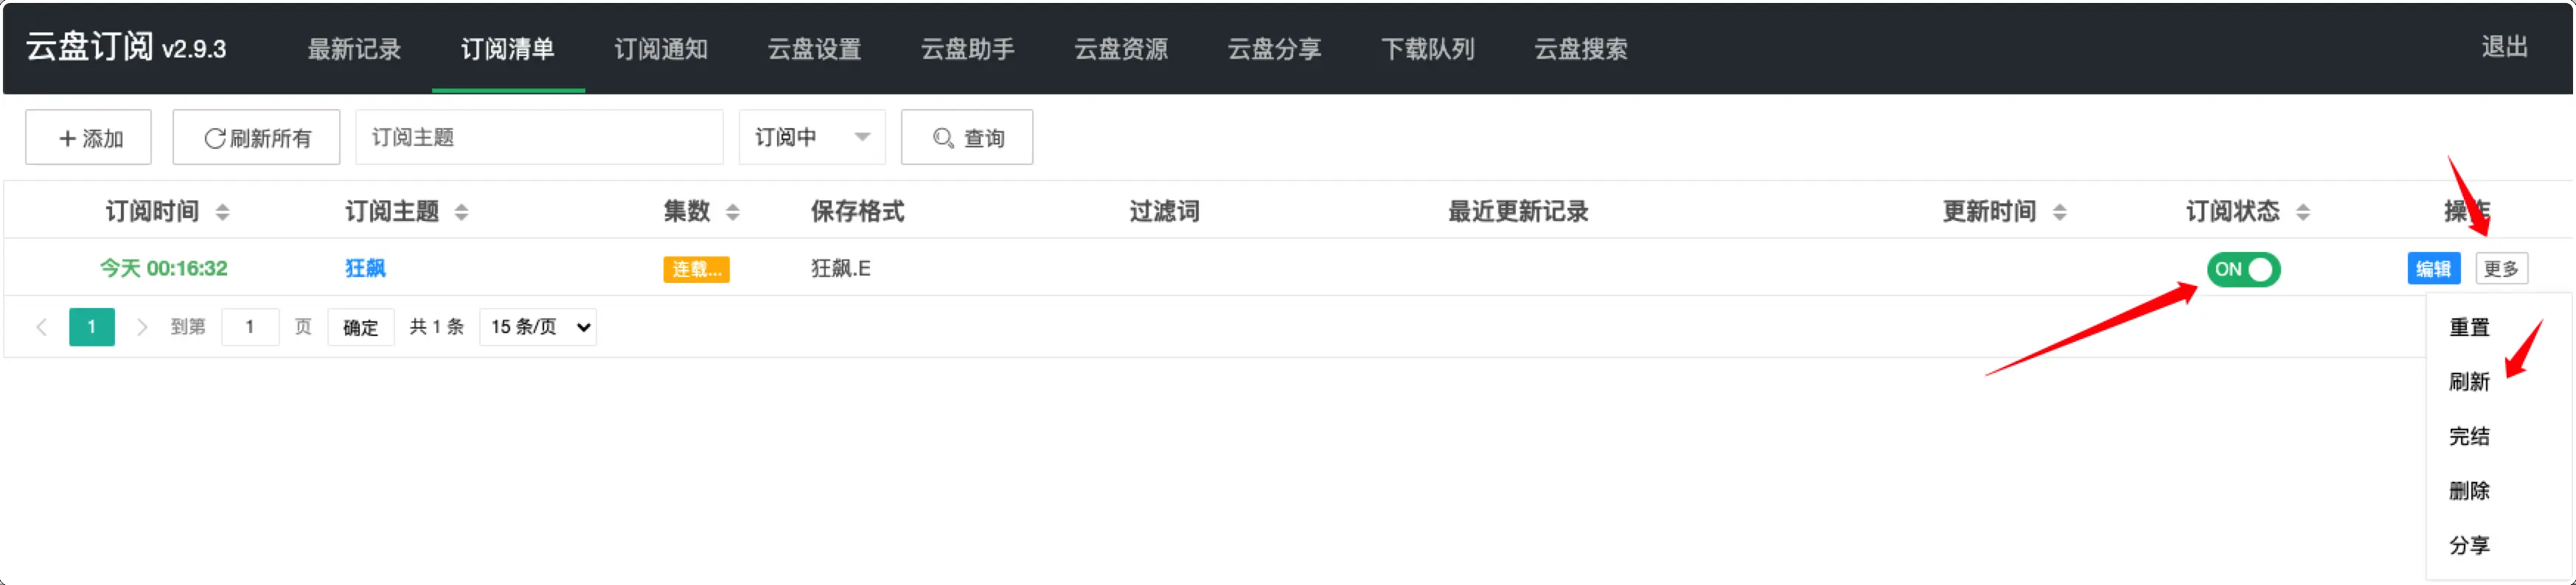 云盘订阅 v2.9.3 最新记录 订阅清单 订阅通知 云盘设置 云盘助手 云盘资源 云盘分享 下载队列 云盘搜索 退出
添加 刷新所有 订阅主题 订阅中 查询
订阅时间 订阅主题 集数 保存格式 过滤词 最近更新记录 更新时间 订阅状态 操作
今天 00:16:32 狂飙 连载... 狂飙.E ON 编辑 更多
1 到第 1 页 确定 共 1 条 15 条/页
重置
刷新
完结
删除
分享